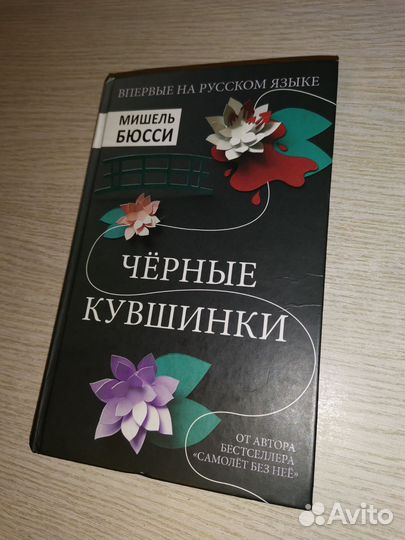 ВПЕРВЫЕ НА РУССКОМ ЯЗЫКЕ
МИШЕЛЬ
БЮССИ
ЧЁРНЫЕ
КУВШИНКИ
ОТ АВТОРА
БЕСТСЕЛЛЕРА
«САМОЛЁТ БЕЗ НЕЁ»
Avito